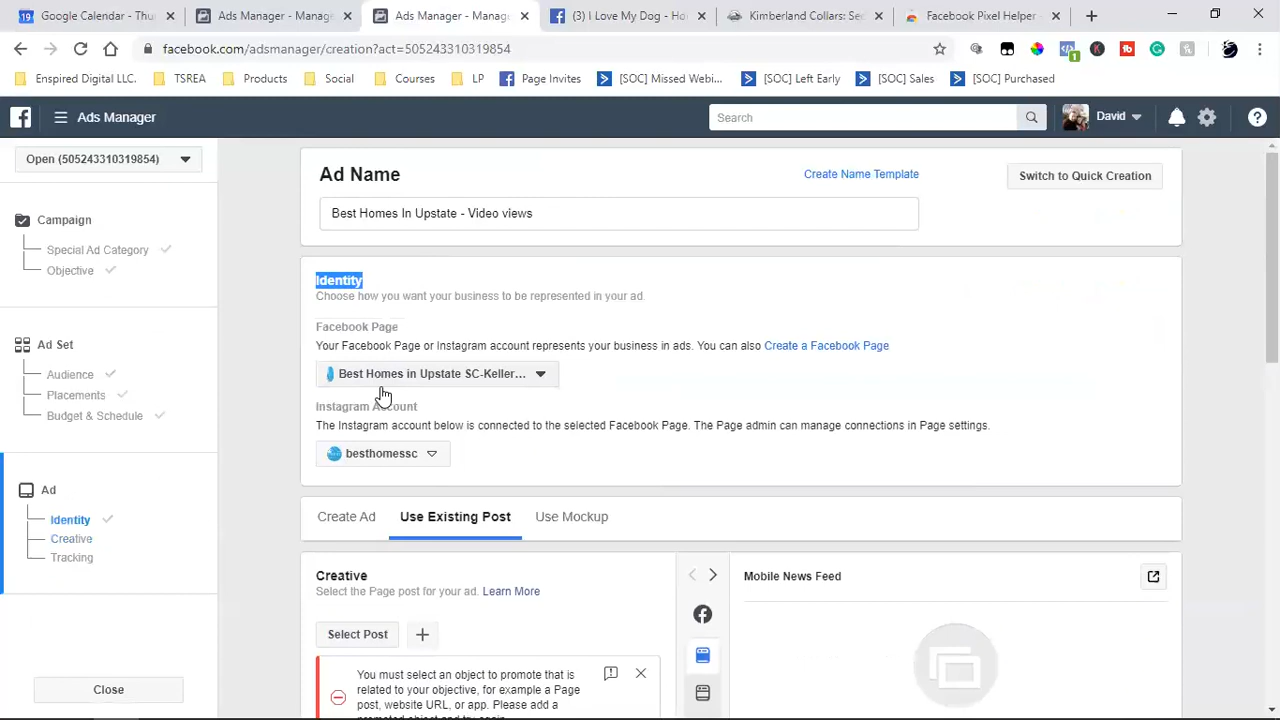 Google Calendar - Thu
Ads Manager - Manage
Ads Manager - Manag
(3) I Love My Dog - Ho
Kimberland Collars: Se
Facebook Pixel Helper -
facebook.com/adsmanager/creation?act=505243310319854
1
Enspired Digital LLC.
TSREA
Products
Social
Courses
LP
Page Invites
[SOC] Missed Webi...
[SOC] Left Early
[SOC] Sales
[SOC] Purchased
Ads Manager
Search
David
Open (505243310319854)
Ad Name
Create Name Template
Switch to Quick Creation
Best Homes In Upstate - Video views
Campaign
Special Ad Category
Objective
Identity
Choose how you want your business to be represented in your ad.
Facebook Page
Your Facebook Page or Instagram account represents your business in ads. You can also Create a Facebook Page
Best Homes in Upstate SC-Keller...
Ad Set
Audience
Placements
Budget & Schedule
Instagram Account
The Instagram account below is connected to the selected Facebook Page. The Page admin can manage connections in Page settings.
besthomessc
Ad
Identity
Creative
Tracking
Close
Create Ad
Use Existing Post
Use Mockup
Creative
Select the Page post for your ad. Learn More
Select Post
You must select an object to promote that is
related to your objective, for example a Page
post, website URL, or app. Please add a
promoted object and try again.
Mobile News Feed